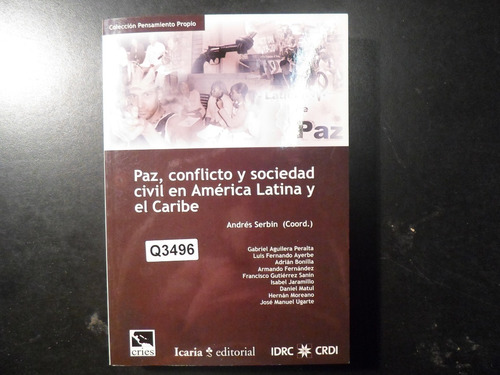 Colección Pensamiento Propio
Paz
Paz, conflicto y sociedad
civil en América Latina y
el Caribe
Andrés Serbin (Coord.)
Q3496
Gabriel Aguilera Peralta
Luis Fernando Ayerbe
Adrián Bonilla
Armando Fernández
Francisco Gutiérrez Sanín
Isabel Jaramillo
Daniel Matul
Hernán Moreano
José Manuel Ugarte
cries
Icaria editorial
IDRC CRDI